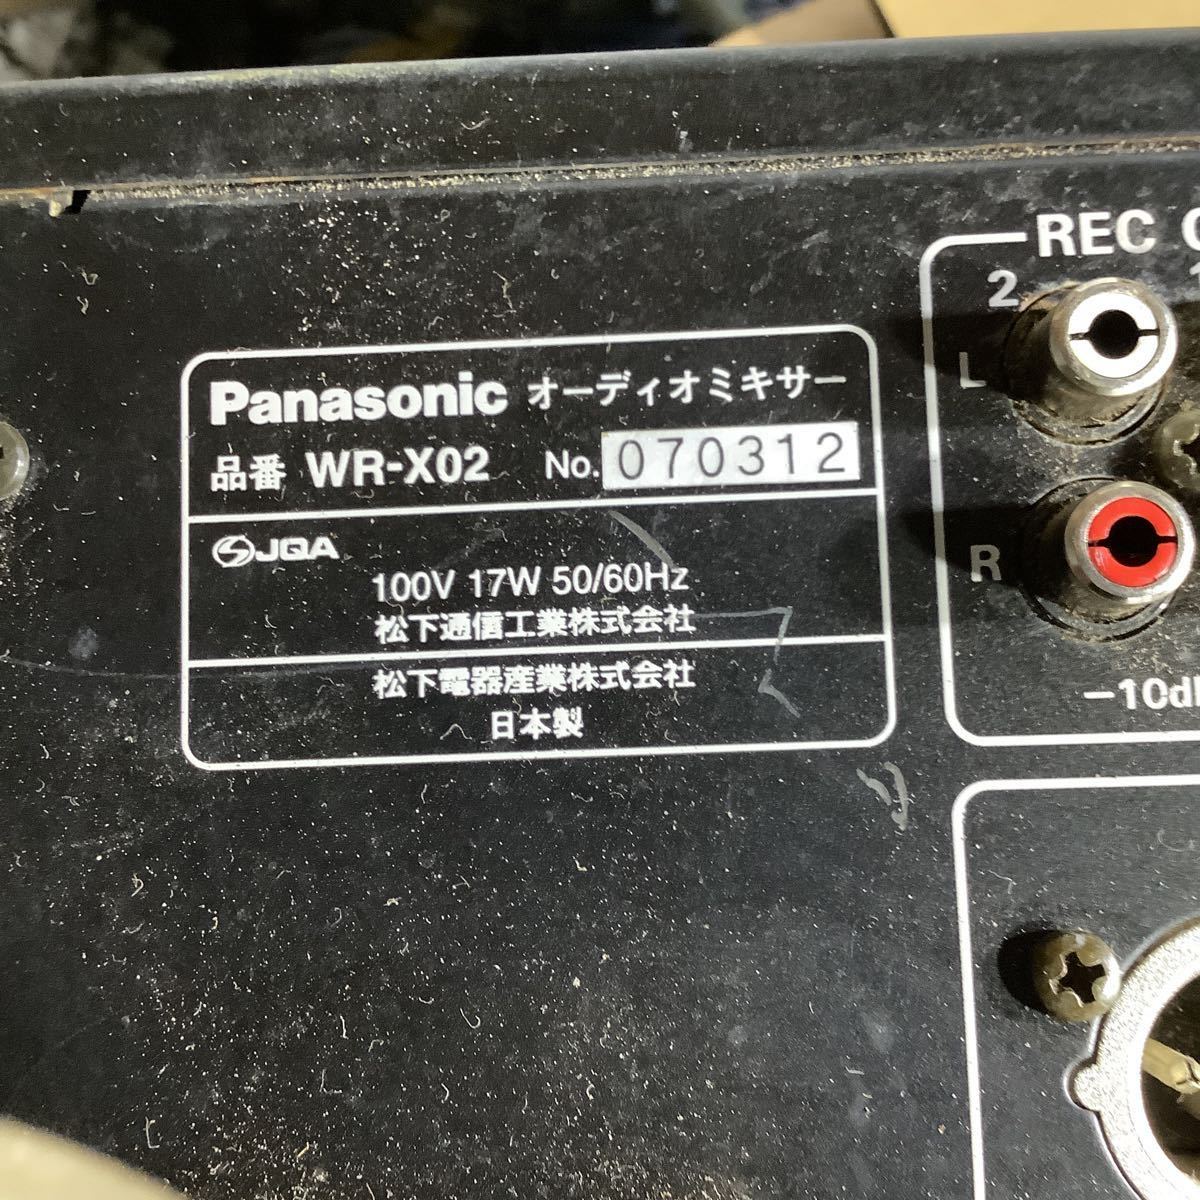 Panasonic オーディオミキサー
品番 WR-X02 No. 070312
JQA
100V 17W 50/60Hz
松下通信工業株式会社
松下電器産業株式会社
日本製
REC
2
L
R
-10d